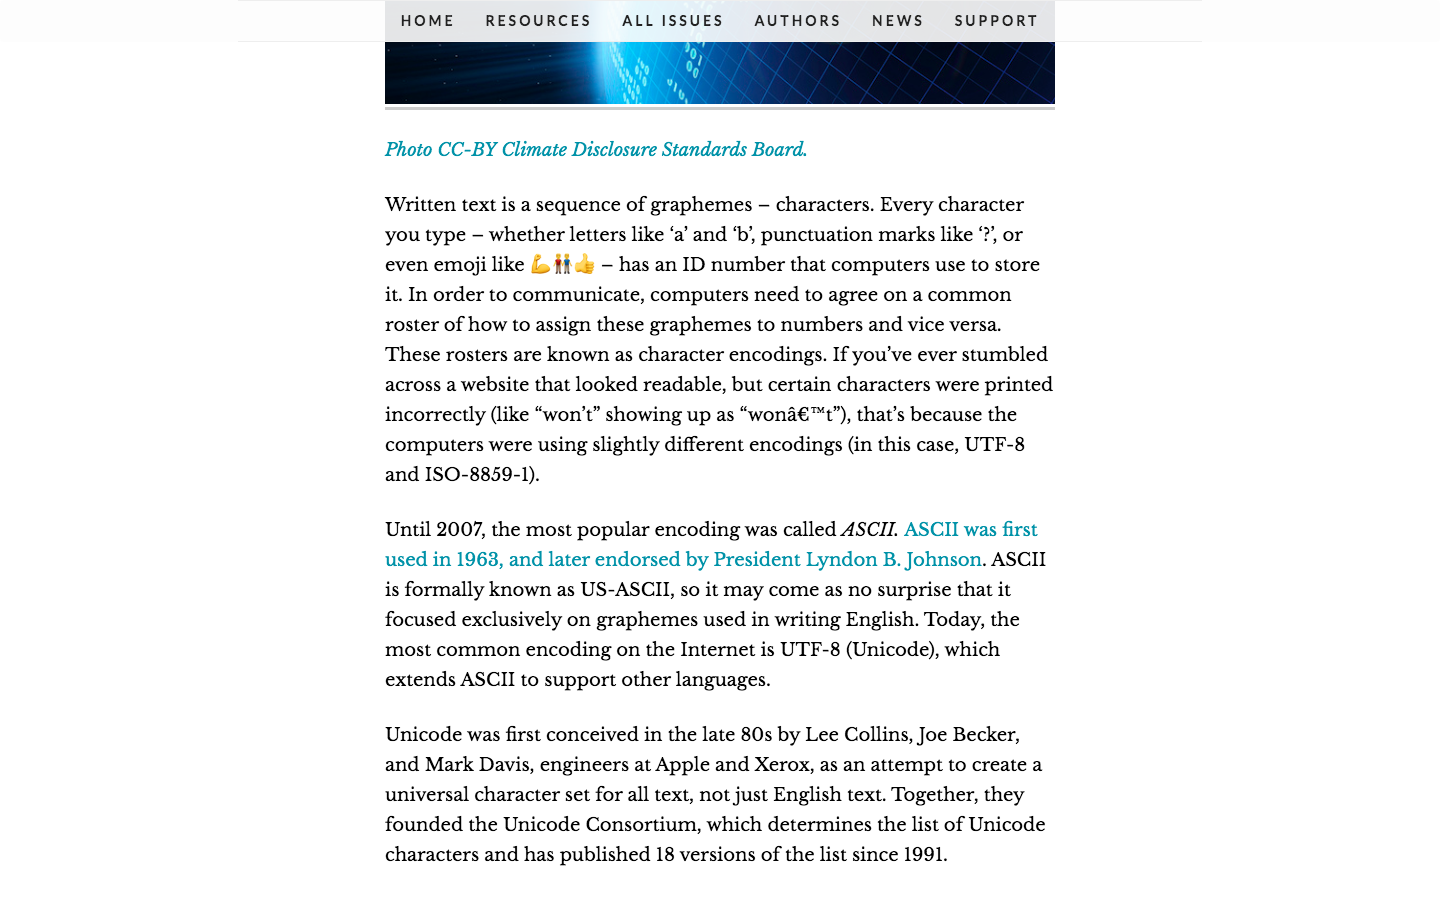 HOME RESOURCES ALL ISSUES AUTHORS NEWS SUPPORT
Photo CC-BY Climate Disclosure Standards Board.
Written text is a sequence of graphemes – characters. Every character
you type – whether letters like ‘a’ and ‘b’, punctuation marks like ‘?’, or
even emoji like 💪👬👍 – has an ID number that computers use to store
it. In order to communicate, computers need to agree on a common
roster of how to assign these graphemes to numbers and vice versa.
These rosters are known as character encodings. If you’ve ever stumbled
across a website that looked readable, but certain characters were printed
incorrectly (like “won’t” showing up as “wonâ€™t”), that’s because the
computers were using slightly different encodings (in this case, UTF-8
and ISO-8859-1).
Until 2007, the most popular encoding was called ASCII. ASCII was first
used in 1963, and later endorsed by President Lyndon B. Johnson. ASCII
is formally known as US-ASCII, so it may come as no surprise that it
focused exclusively on graphemes used in writing English. Today, the
most common encoding on the Internet is UTF-8 (Unicode), which
extends ASCII to support other languages.
Unicode was first conceived in the late 80s by Lee Collins, Joe Becker,
and Mark Davis, engineers at Apple and Xerox, as an attempt to create a
universal character set for all text, not just English text. Together, they
founded the Unicode Consortium, which determines the list of Unicode
characters and has published 18 versions of the list since 1991.